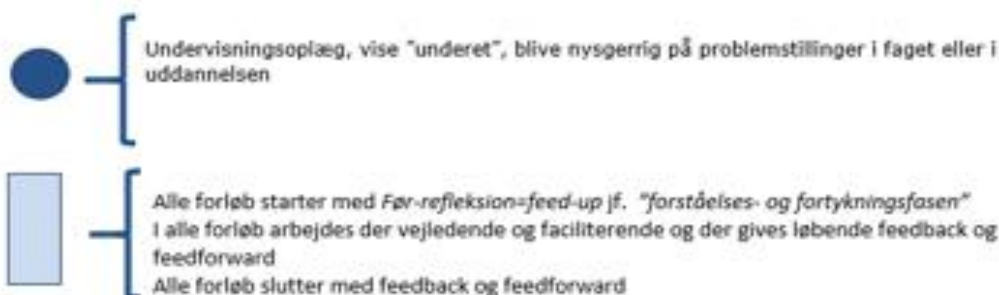 Undervisningsoplæg, vise "underet", blive nysgerrig på problemstillinger i faget eller i
uddannelsen
Alle forløb starter med Før-refleksion=feed-up jf. "forståelses- og fortykningsfasen"
I alle forløb arbejdes der vejledende og faciliterende og der gives løbende feedback og
feedforward
Alle forløb slutter med feedback og feedforward